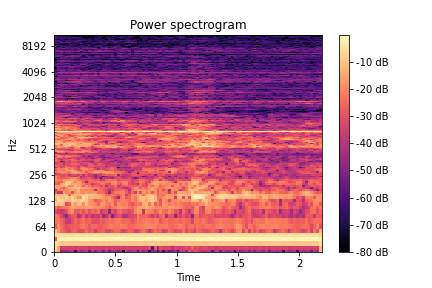 Power spectrogram
8192
4096
2048
1024
512
256
128
64
0
Hz
0
0.5
1
1.5
2
Time
-10 dB
-20 dB
-30 dB
-40 dB
-50 dB
-60 dB
-70 dB
-80 dB